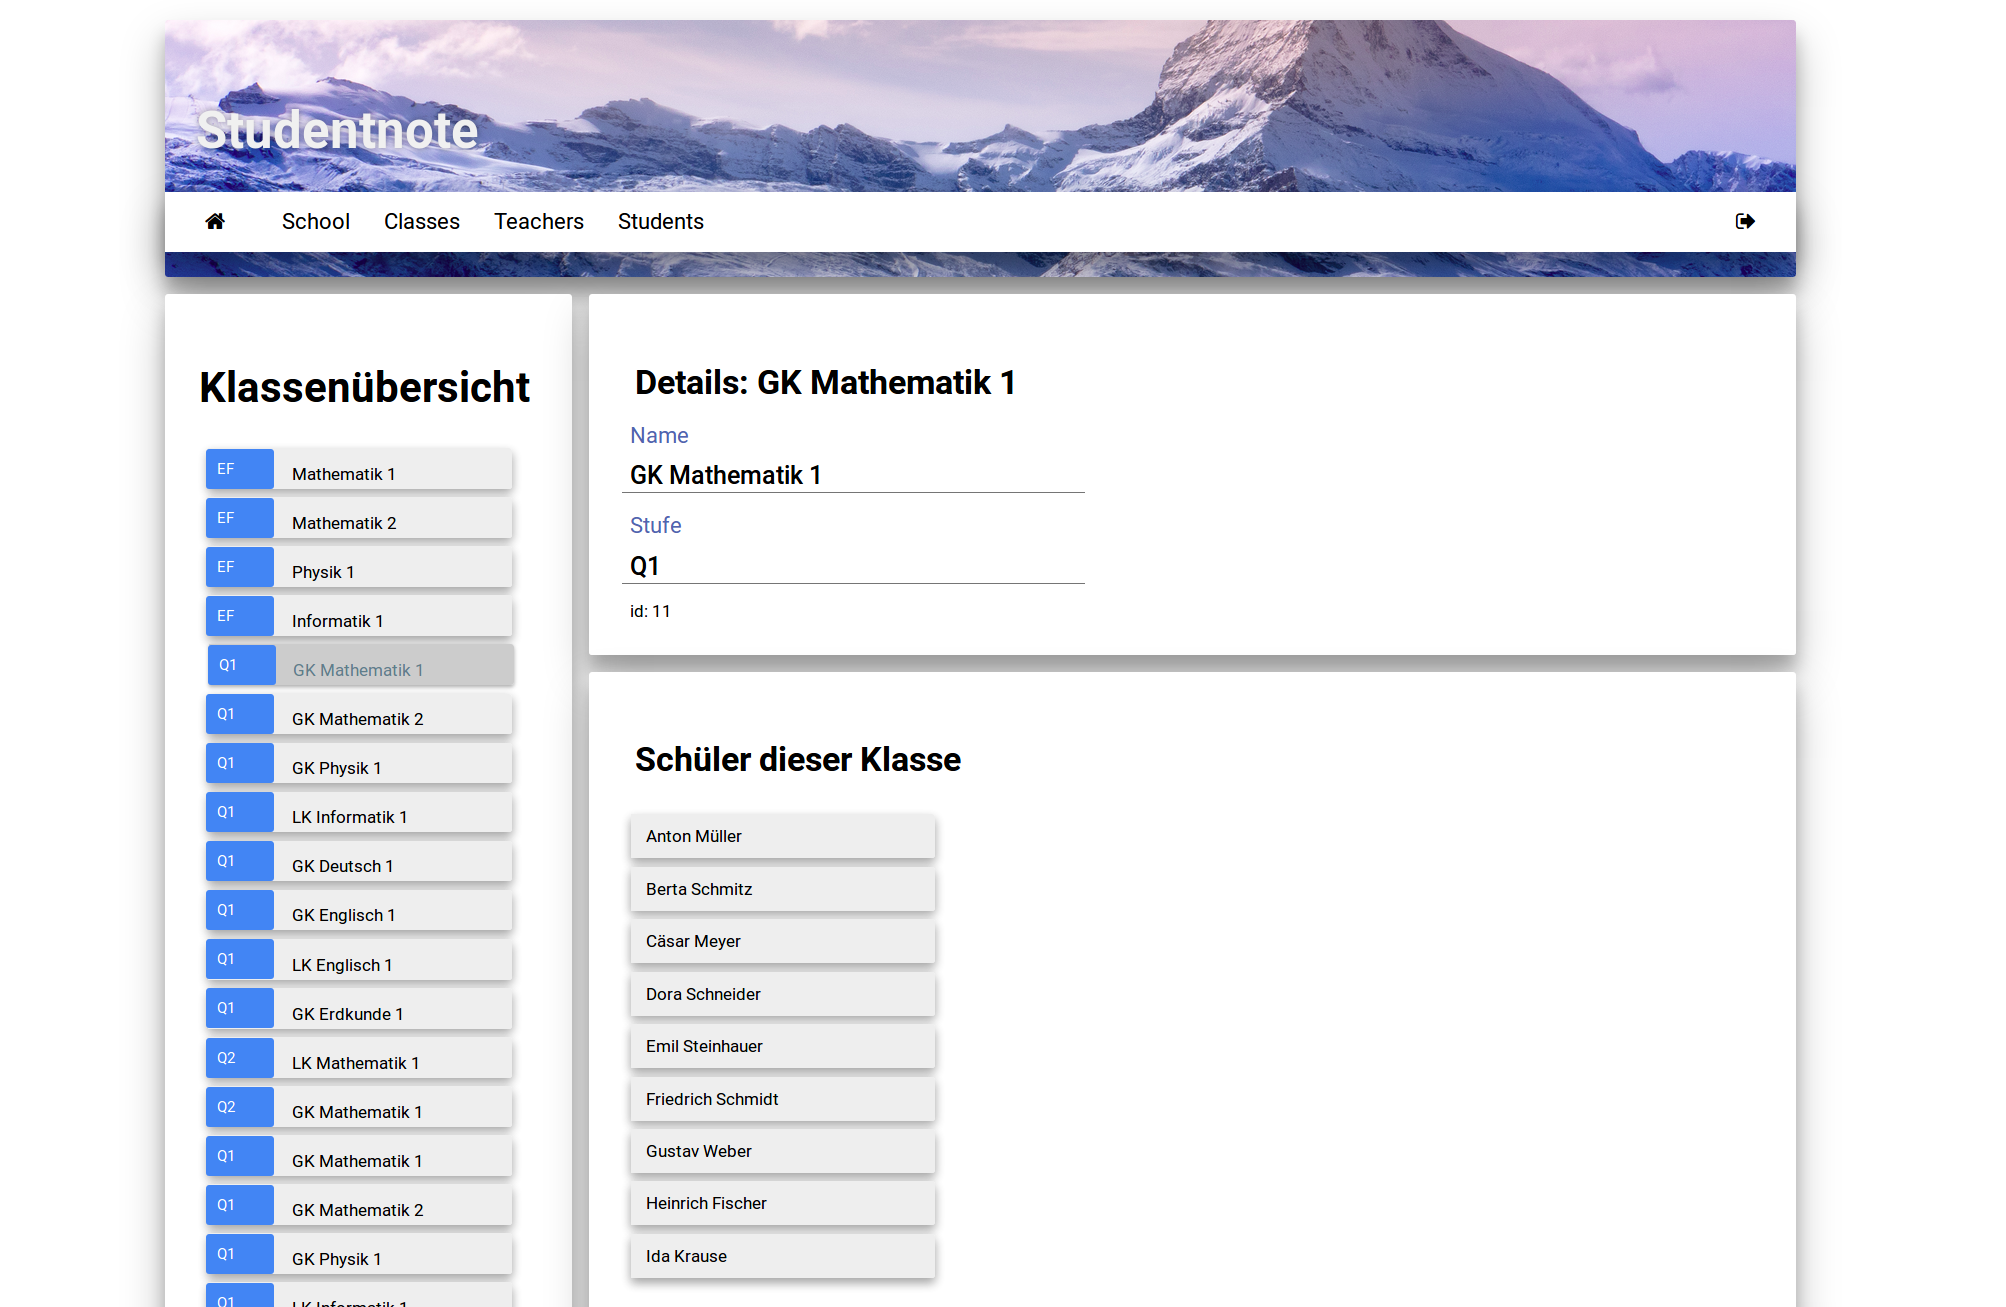 Studentnote
School Classes Teachers Students
Klassenübersicht
EF Mathematik 1
EF Mathematik 2
EF Physik 1
EF Informatik 1
Q1 GK Mathematik 1
Q1 GK Mathematik 2
Q1 GK Physik 1
Q1 LK Informatik 1
Q1 GK Deutsch 1
Q1 GK Englisch 1
Q1 LK Englisch 1
Q1 GK Erdkunde 1
Q2 LK Mathematik 1
Q2 GK Mathematik 1
Q1 GK Mathematik 1
Q1 GK Mathematik 2
Q1 GK Physik 1
Q1 LK Informatik 1
Details: GK Mathematik 1
Name
GK Mathematik 1
Stufe
Q1
id: 11
Schüler dieser Klasse
Anton Müller
Berta Schmitz
Cäsar Meyer
Dora Schneider
Emil Steinhauer
Friedrich Schmidt
Gustav Weber
Heinrich Fischer
Ida Krause